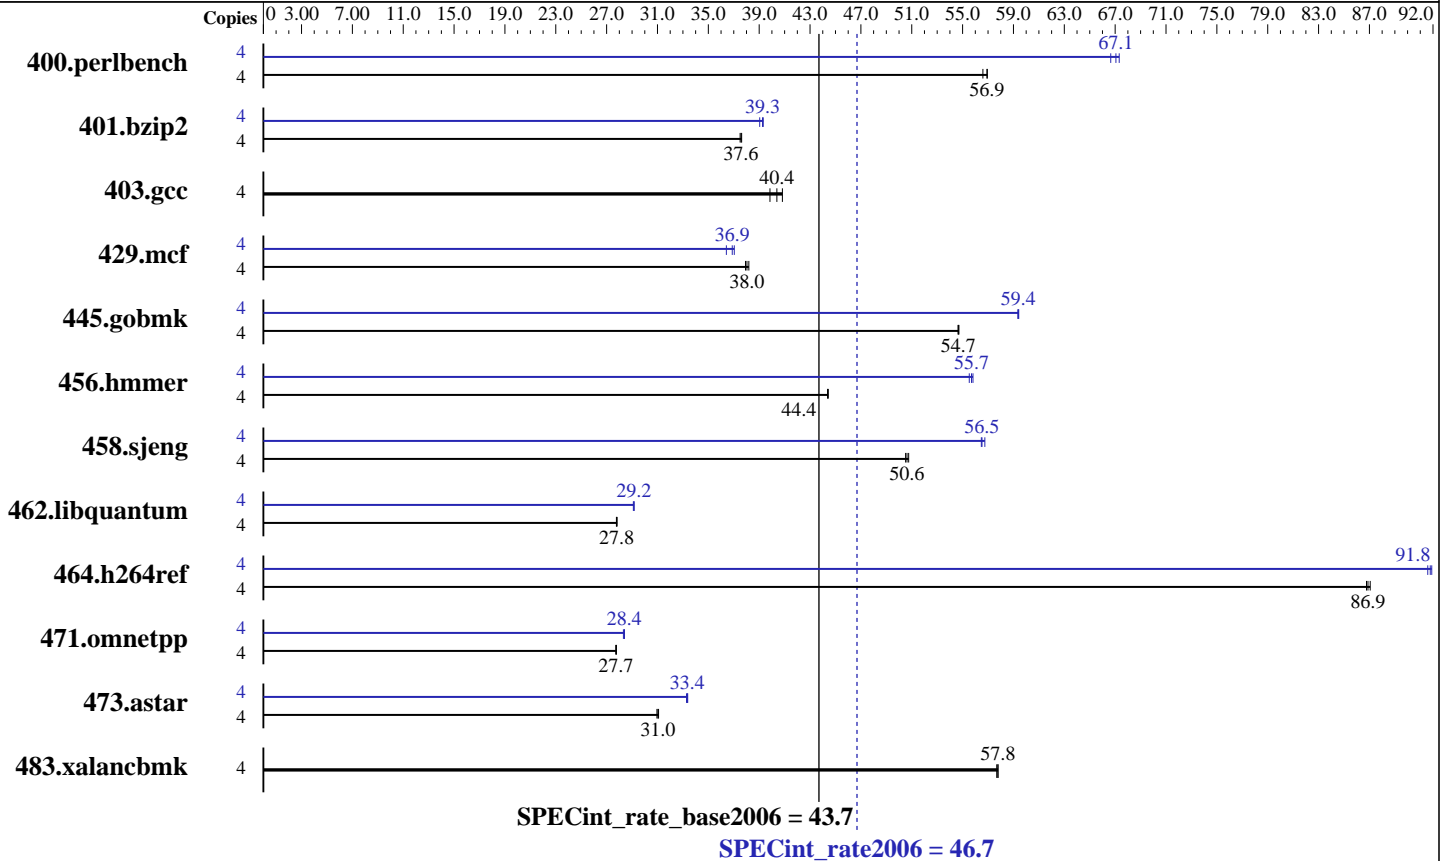 Copies 0 3.00 7.00 11.0 15.0 19.0 23.0 27.0 31.0 35.0 39.0 43.0 47.0 51.0 55.0 59.0 63.0 67.0 71.0 75.0 79.0 83.0 87.0 92.0
400.perlbench 4 67.1
4 56.9
401.bzip2 4 39.3
4 37.6
403.gcc 4 40.4
429.mcf 4 36.9
4 38.0
445.gobmk 4 59.4
4 54.7
456.hmmer 4 55.7
4 44.4
458.sjeng 4 56.5
4 50.6
462.libquantum 4 29.2
4 27.8
464.h264ref 4 91.8
4 86.9
471.omnetpp 4 28.4
4 27.7
473.astar 4 33.4
4 31.0
483.xalancbmk 4 57.8
SPECint_rate_base2006 = 43.7
SPECint_rate2006 = 46.7